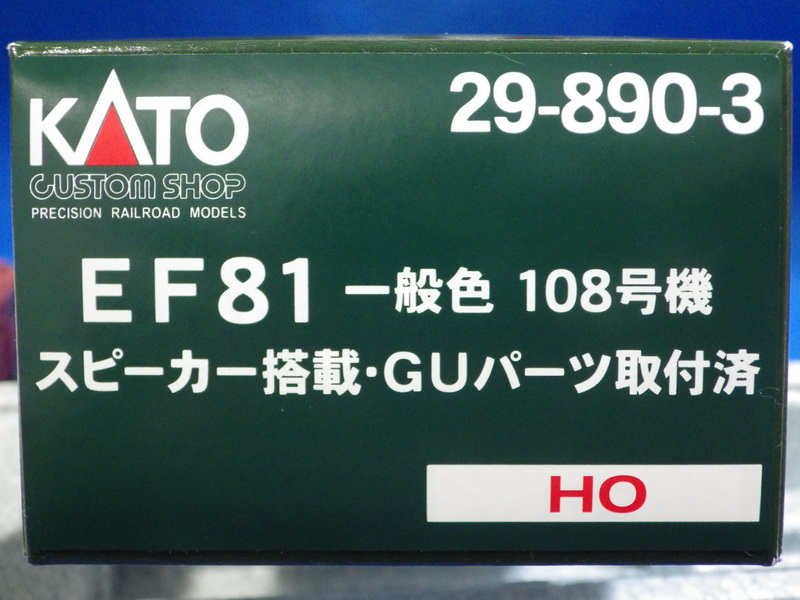 KATO
CUSTOM SHOP
PRECISION RAILROAD MODELS
29-890-3
EF81 一般色 108号機
スピーカー搭載・GUパーツ取付済
HO